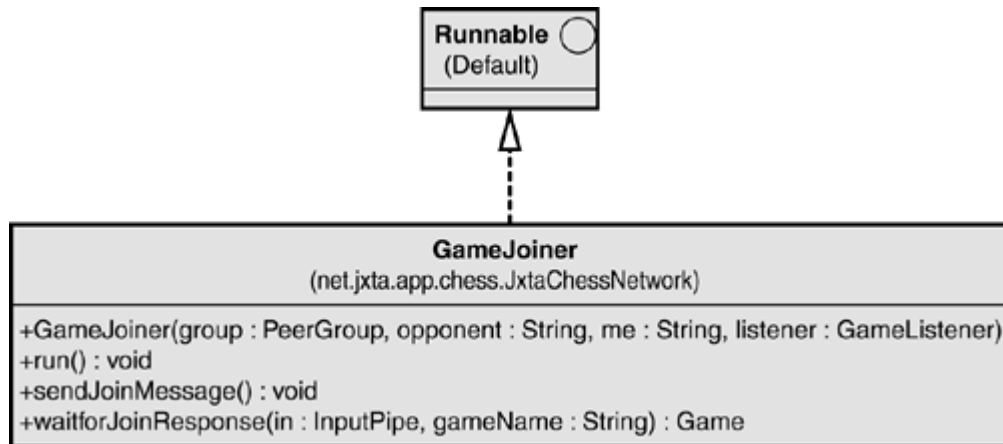 Runnable
(Default)
GameJoiner
(net.jxta.app.chess.JxtaChessNetwork)
+GameJoiner(group : PeerGroup, opponent : String, me : String, listener : GameListener)
+run() : void
+sendJoinMessage() : void
+waitforJoinResponse(in : InputPipe, gameName : String) : Game